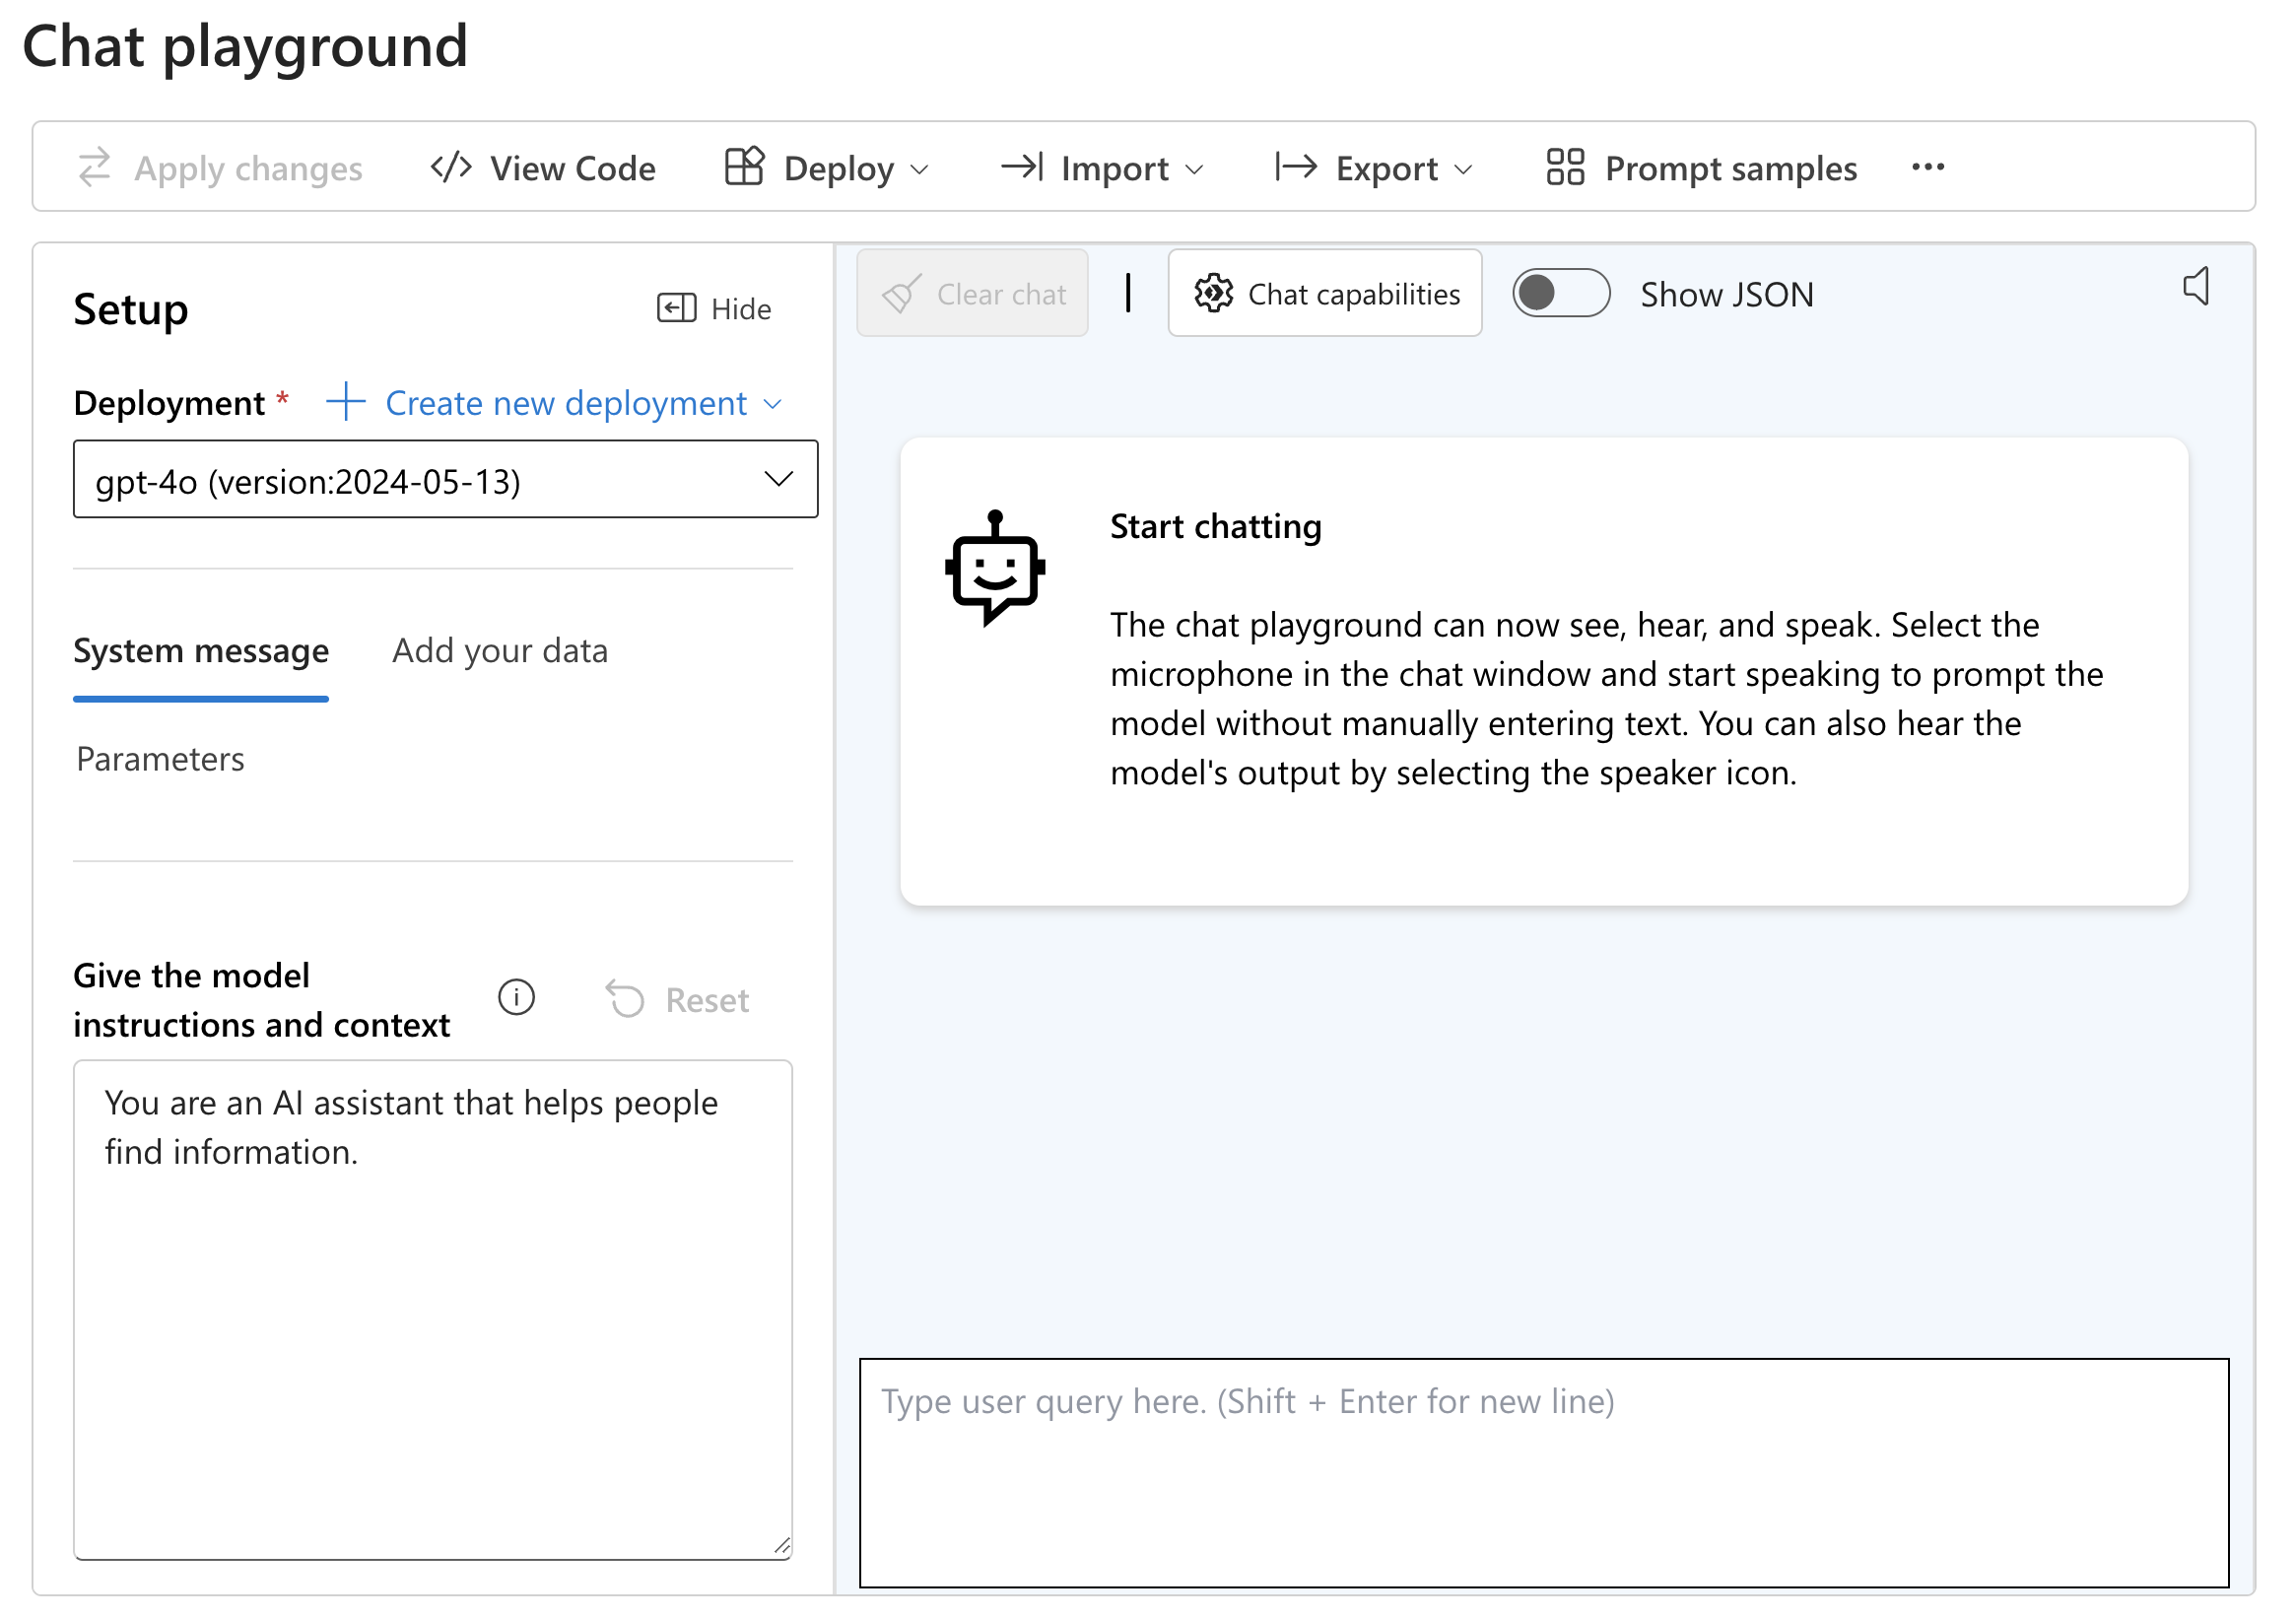 Chat playground
Apply changes
View Code
Deploy
Import
Export
Prompt samples
Setup
Hide
Deployment *
Create new deployment
gpt-4o (version:2024-05-13)
System message
Add your data
Parameters
Give the model
instructions and context
Reset
You are an AI assistant that helps people
find information.
Clear chat
Chat capabilities
Show JSON
Start chatting
The chat playground can now see, hear, and speak. Select the
microphone in the chat window and start speaking to prompt the
model without manually entering text. You can also hear the
model's output by selecting the speaker icon.
Type user query here. (Shift + Enter for new line)